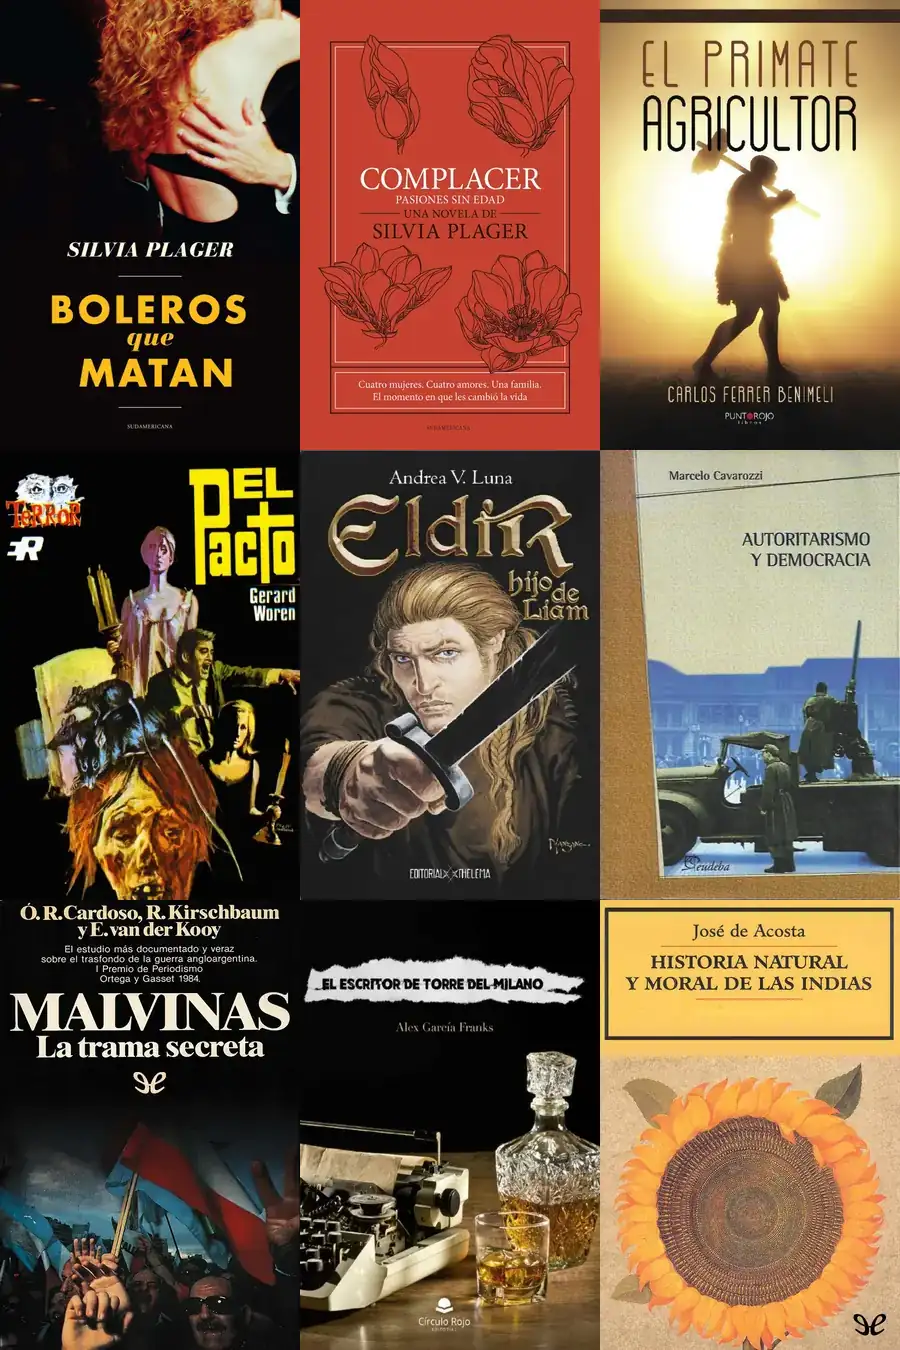 SILVIA PLAGER
BOLEROS
que
MATAN
SUDAMERICANA
COMPLACER
PASIONES SIN EDAD
UNA NOVELA DE
SILVIA PLAGER
Cuatro mujeres. Cuatro amores. Una familia.
El momento en que les cambió la vida
SUDAMERICANA
EL PRIMATE
AGRICULTOR
CARLOS FERRER BENIMELI
PUNTOROJO
libros
TERROR
R
EL
Pacto
Gerard
Woren
Andrea V. Luna
Eldir
hijo
de
Liam
EDITORIAL THELEMA
Marcelo Cavarozzi
AUTORITARISMO
Y DEMOCRACIA
Eudeba
Ó. R. Cardoso, R. Kirschbaum
y E. van der Kooy
El estudio más documentado y veraz
sobre el trasfondo de la guerra angloargentina.
I Premio de Periodismo
Ortega y Gasset 1984.
MALVINAS
La trama secreta
EL ESCRITOR DE TORRE DEL MILANO
Alex García Franks
Círculo Rojo
EDITORIAL
José de Acosta
HISTORIA NATURAL
Y MORAL DE LAS INDIAS